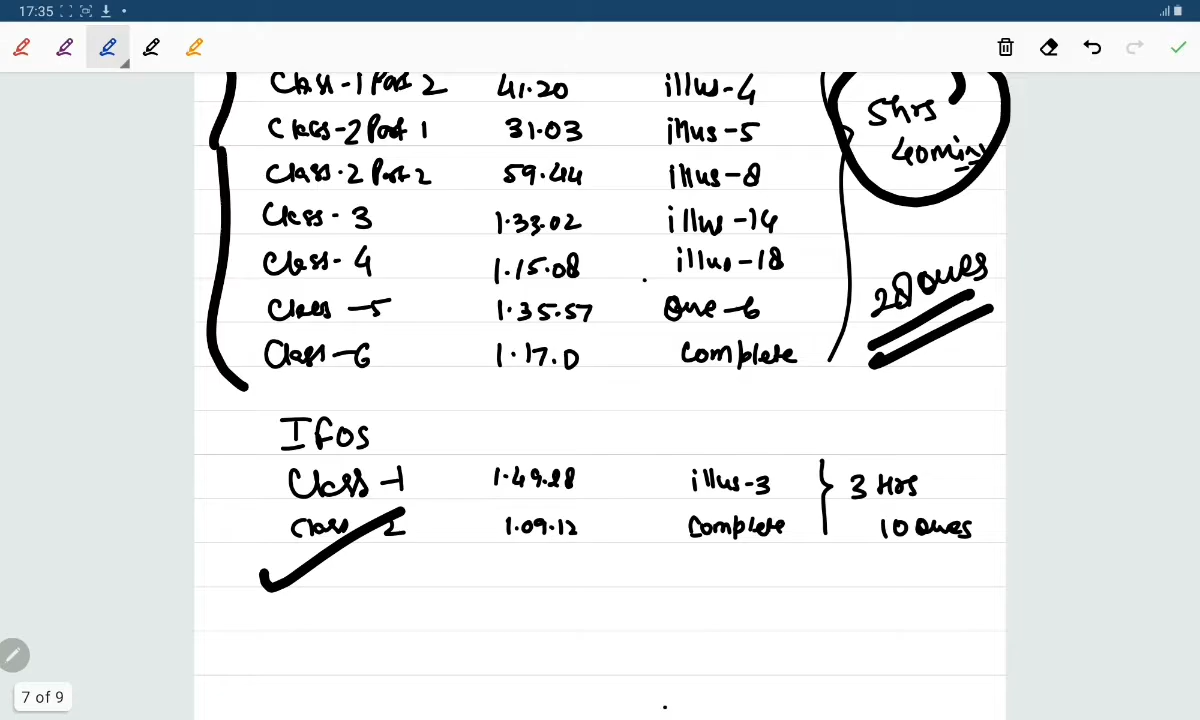 17:35
Class-1 Part 2 41.20 illus-4
Class-2 Part 1 31.03 illus-5
Class-2 Part-2 59.44 illus-8
Class-3 1.33.02 illus-14
Class-4 1.15.08 illus-18
Class-5 1.35.57 Que-6
Class-6 1.17.0 Complete
5hrs
40mins
28 Ques
IFOS
Class-1 1.49.28 illus-3
Class 2 1.09.12 Complete
3 Hrs
10 Ques
7 of 9